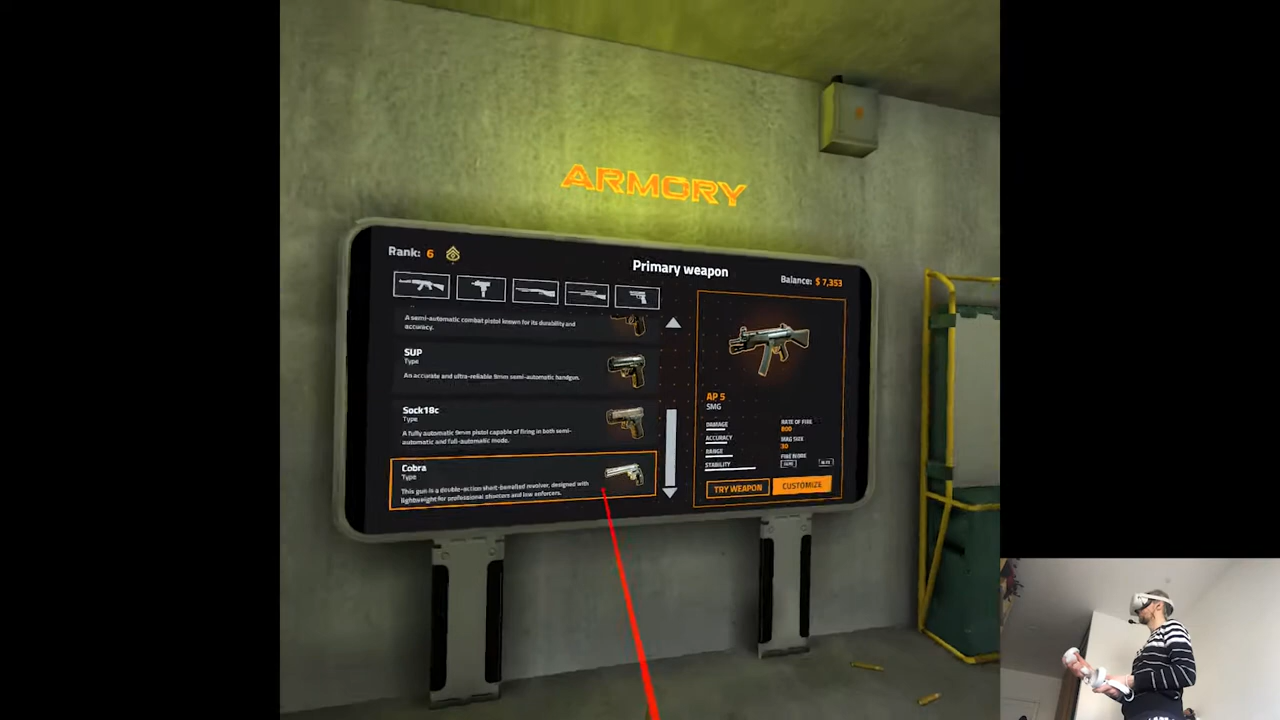 ARMORY
Rank: 6
Primary weapon
Balance: $ 7,353
A semi-automatic combat pistol known for its durability and
accuracy.
SUP
Type
An accurate and ultra-reliable 9mm semi-automatic handgun.
Sock18c
Type
A fully automatic 9mm pistol capable of firing in both semi-
automatic and full-automatic mode.
Cobra
Type
This gun is a double-action short-barrelled revolver, designed with
lightweight for professional shooters and law enforcers.
AP 5
SMG
DAMAGE
ACCURACY
RANGE
STABILITY
RATE OF FIRE
800
MAG SIZE
30
FIRE MODE
TRY WEAPON
CUSTOMIZE